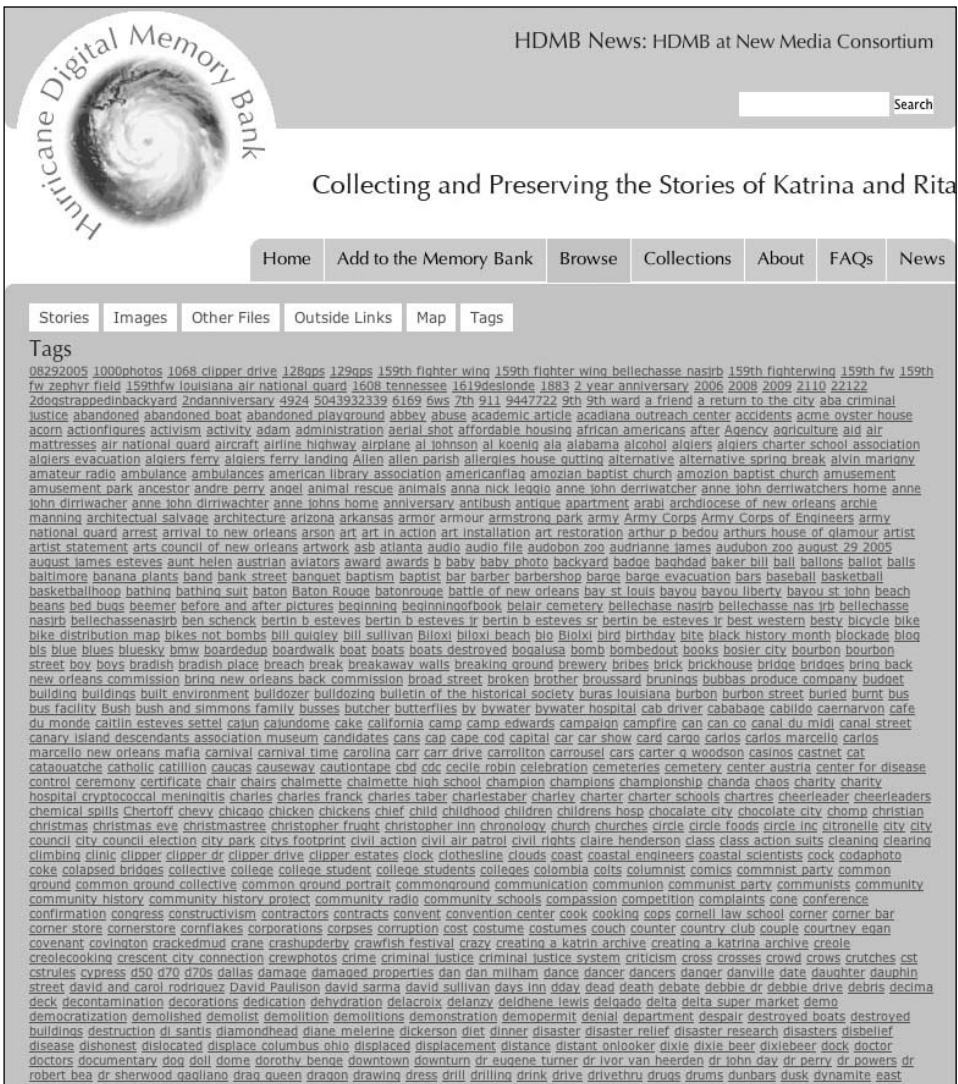 Hurricane Digital Memory Bank
HDMB News: HDMB at New Media Consortium
Search
Collecting and Preserving the Stories of Katrina and Rita
Home Add to the Memory Bank Browse Collections About FAQs News
Stories Images Other Files Outside Links Map Tags
Tags
08292005 1000photos 1068 clipper drive 128gps 129gps 159th fighter wing 159th fighter wing bellechasse nasjrb 159th fighterwing 159th fw 159th
fw zephyr field 159thfw louisiana air national guard 1608 tennessee 1619deslonde 1883 2 year anniversary 2006 2008 2009 2110 22122
2dogstrappedinbackyard 2ndanniversary 4924 5043932339 6169 6ws 7th 911 9447722 9th 9th ward a friend a return to the city aba criminal
justice abandoned abandoned boat abandoned playground abbey abuse academic article acadiana outreach center accidents acme oyster house
acorn actionfigures activism activity adam administration aerial shot affordable housing african americans after Agency agriculture aid air
mattresses air national guard aircraft airline highway airplane al johnson al koenig ala alabama alcohol algiers algiers charter school association
algiers evacuation algiers ferry algiers ferry landing Allen allen parish allergies house gutting alternative alternative spring break alvin marigny
amateur radio ambulance ambulances american library association americanflag amozian baptist church amozion baptist church amusement
amusement park ancestor andre perry angel animal rescue animals anna nick leggio anne john derriwatcher anne john derriwatchers home anne
john dirriwacher anne john dirriwachter anne johns home anniversary antibush antique apartment arabi archdiocese of new orleans archie
manning architectual salvage architecture arizona arkansas armor armour armstrong park army Army Corps Army Corps of Engineers army
national guard arrest arrival to new orleans arson art art in action art installation art restoration arthur p bedou arthurs house of glamour artist
artist statement arts council of new orleans artwork asb atlanta audio audio file audobon zoo audrianne james audubon zoo august 29 2005
august james esteves aunt helen austrian aviators award awards b baby baby photo backyard badge baghdad baker bill ball ballons ballot balls
baltimore banana plants band bank street banquet baptism baptist bar barber barbershop barge barge evacuation bars baseball basketball
basketballhoop bathing bathing suit baton Baton Rouge batonrouge battle of new orleans bay st louis bayou bayou liberty bayou st john beach
beans bed bugs beemer before and after pictures beginning beginningofbook belair cemetery bellechase nasjrb bellechasse nas jrb bellechasse
nasjrb bellechassenasjrb ben schenck bertin b esteves bertin b esteves jr bertin b esteves sr bertin be esteves jr best western besty bicycle bike
bike distribution map bikes not bombs bill quigley bill sullivan Biloxi biloxi beach bio Biolxi bird birthday bite black history month blockade blog
bls blue blues bluesky bmw boardedup boardwalk boat boats boats destroyed bogalusa bomb bombedout books bosier city bourbon bourbon
street boy boys bradish bradish place breach break breakaway walls breaking ground brewery bribes brick brickhouse bridge bridges bring back
new orleans commission bring new orleans back commission broad street broken brother broussard brunings bubbas produce company budget
building buildings built environment bulldozer bulldozing bulletin of the historical society buras louisiana burbon burbon street buried burnt bus
bus facility Bush bush and simmons family busses butcher butterflies by bywater bywater hospital cab driver cababage cabildo caernarvon cafe
du monde caitlin esteves settel cajun cajundome cake california camp camp edwards campaign campfire can can co canal du midi canal street
canary island descendants association museum candidates cans cap cape cod capital car car show card cargo carlos carlos marcello carlos
marcello new orleans mafia carnival carnival time carolina carr carr drive carrollton carrousel cars carter g woodson casinos castnet cat
cataouatche catholic catillion caucas causeway cautiontape cbd cdc cecile robin celebration cemeteries cemetery center austria center for disease
control ceremony certificate chair chairs chalmette chalmette high school champion champions championship chanda chaos charity charity
hospital cryptococcal meningitis charles charles franck charles taber charlestaber charley charter charter schools chartres cheerleader cheerleaders
chemical spills Chertoff chevy chicago chicken chickens chief child childhood children childrens hosp chocalate city chocolate city chomp christian
christmas christmas eve christmastree christopher frught christopher inn chronology church churches circle circle foods circle inc citronelle city city
council city council election city park citys footprint civil action civil air patrol civil rights claire henderson class class action suits cleaning clearing
climbing clinic clipper clipper dr clipper drive clipper estates clock clothesline clouds coast coastal engineers coastal scientists cock codaphoto
coke colapsed bridges collective college college student college students colleges colombia colts columnist comics commnist party common
ground common ground collective common ground portrait commonground communication communion communist party communists community
community history community history project community radio community schools compassion competition complaints cone conference
confirmation congress constructivism contractors contracts convent convention center cook cooking cops cornell law school corner corner bar
corner store cornerstore cornflakes corporations corpses corruption cost costume costumes couch counter country club couple courtney egan
covenant covington crackedmud crane crashupderby crawfish festival crazy creating a katrin archive creating a katrina archive creole
creolecooking crescent city connection crewphotos crime criminal justice criminal justice system criticism cross crosses crowd crows crutches cst
cstrules cypress d50 d70 d70s dallas damage damaged properties dan dan milham dance dancer dancers danger danville date daughter dauphin
street david and carol rodriguez David Paulison david sarma david sullivan days inn dday dead death debate debbie dr debbie drive debris decima
deck decontamination decorations dedication dehydration delacroix delanzy deldhene lewis delgado delta delta super market demo
democratization demolished demolist demolition demolitions demonstration demopermit denial department despair destroyed boats destroyed
buildings destruction di santis diamondhead diane melerine dickerson diet dinner disaster disaster relief disaster research disasters disbelief
disease dishonest dislocated displace columbus ohio displaced displacement distance distant onlooker dixie dixie beer dixiebeer dock doctor
doctors documentary dog doll dome dorothy benge downtown downturn dr eugene turner dr ivor van heerden dr john day dr perry dr powers dr
robert bea dr sherwood gagliano drag queen dragon drawing dress drill drilling drink drive drivethru drugs drums dunbars dusk dynamite east